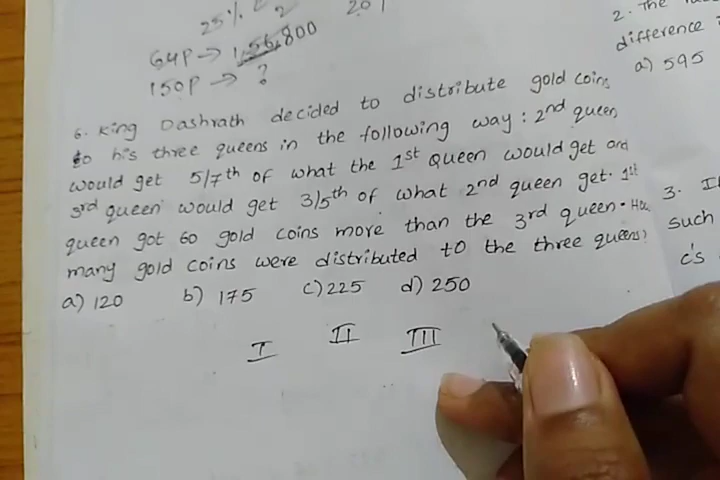 25%
2
20
64P → 1,56,800
150P → ?
6. King Dashrath decided to distribute gold coins
to his three queens in the following way : 2nd queen
would get 5/7th of what the 1st Queen would get and
3rd queen would get 3/5th of what 2nd queen get. 1st
queen got 60 gold coins more than the 3rd queen. How
many gold coins were distributed to the three queens?
a) 120 b) 175 c) 225 d) 250
I II III
2. The
difference
a) 595
3.
such
c's